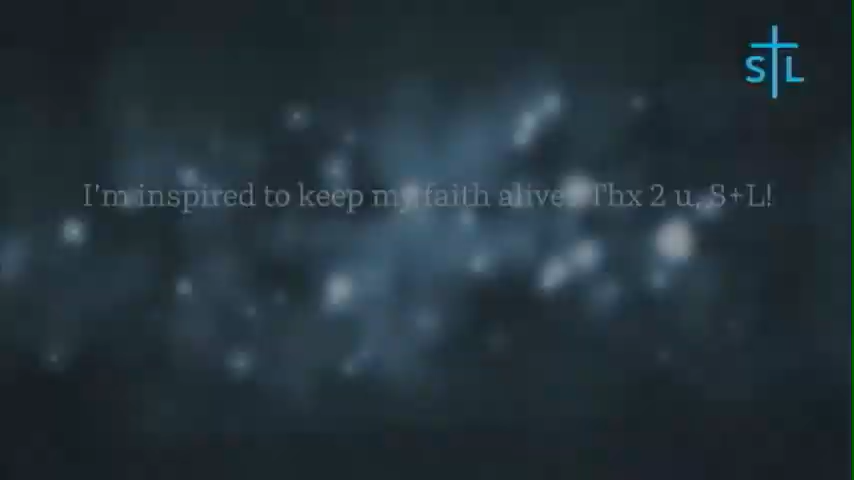 S†L
I'm inspired to keep my faith alive. Thx 2 u, S+L!